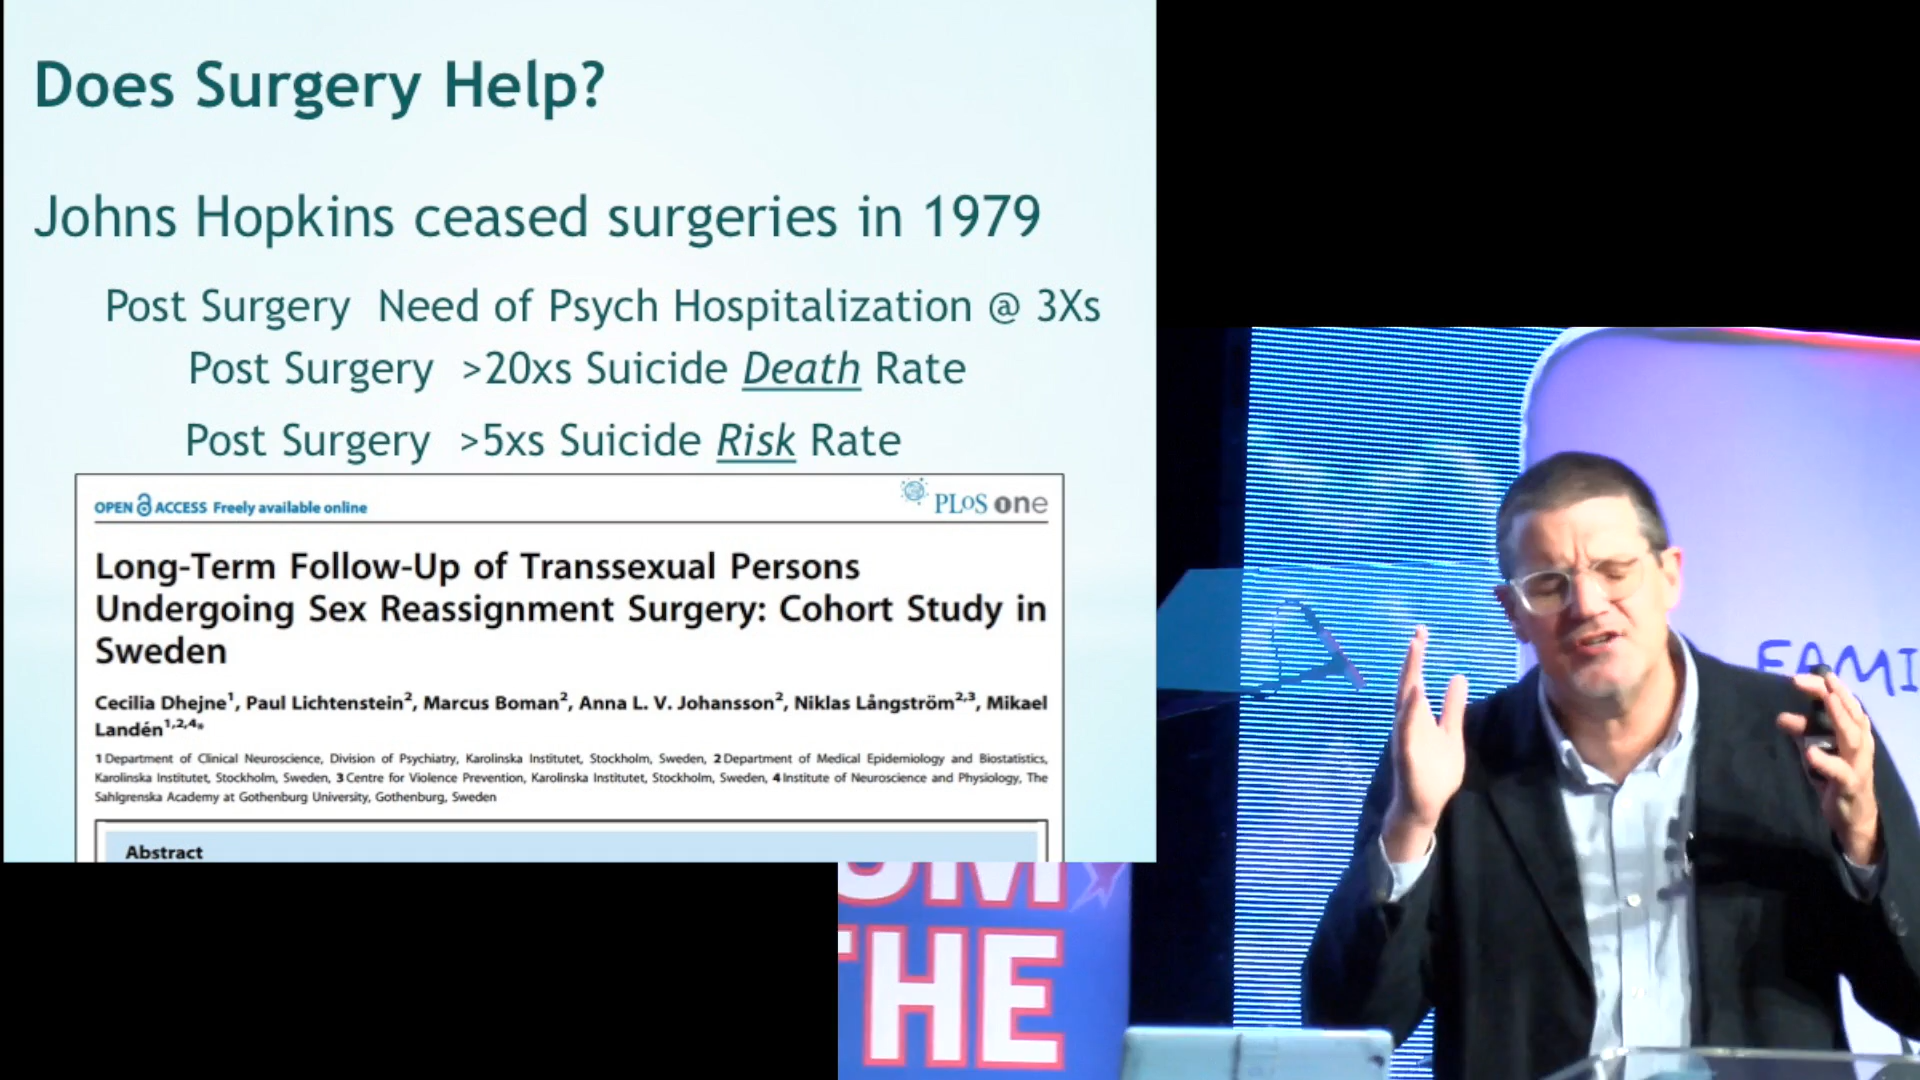 Does Surgery Help?
Johns Hopkins ceased surgeries in 1979
Post Surgery Need of Psych Hospitalization @ 3Xs
Post Surgery >20xs Suicide Death Rate
Post Surgery >5xs Suicide Risk Rate
OPEN ACCESS Freely available online
PLoS one
Long-Term Follow-Up of Transsexual Persons
Undergoing Sex Reassignment Surgery: Cohort Study in
Sweden
Cecilia Dhejne1, Paul Lichtenstein2, Marcus Boman2, Anna L. V. Johansson2, Niklas Långström2,3, Mikael
Landén1,2,4*
1 Department of Clinical Neuroscience, Division of Psychiatry, Karolinska Institutet, Stockholm, Sweden, 2 Department of Medical Epidemiology and Biostatistics,
Karolinska Institutet, Stockholm, Sweden, 3 Centre for Violence Prevention, Karolinska Institutet, Stockholm, Sweden, 4 Institute of Neuroscience and Physiology, The
Sahlgrenska Academy at Gothenburg University, Gothenburg, Sweden
Abstract
FAMI
OM
THE